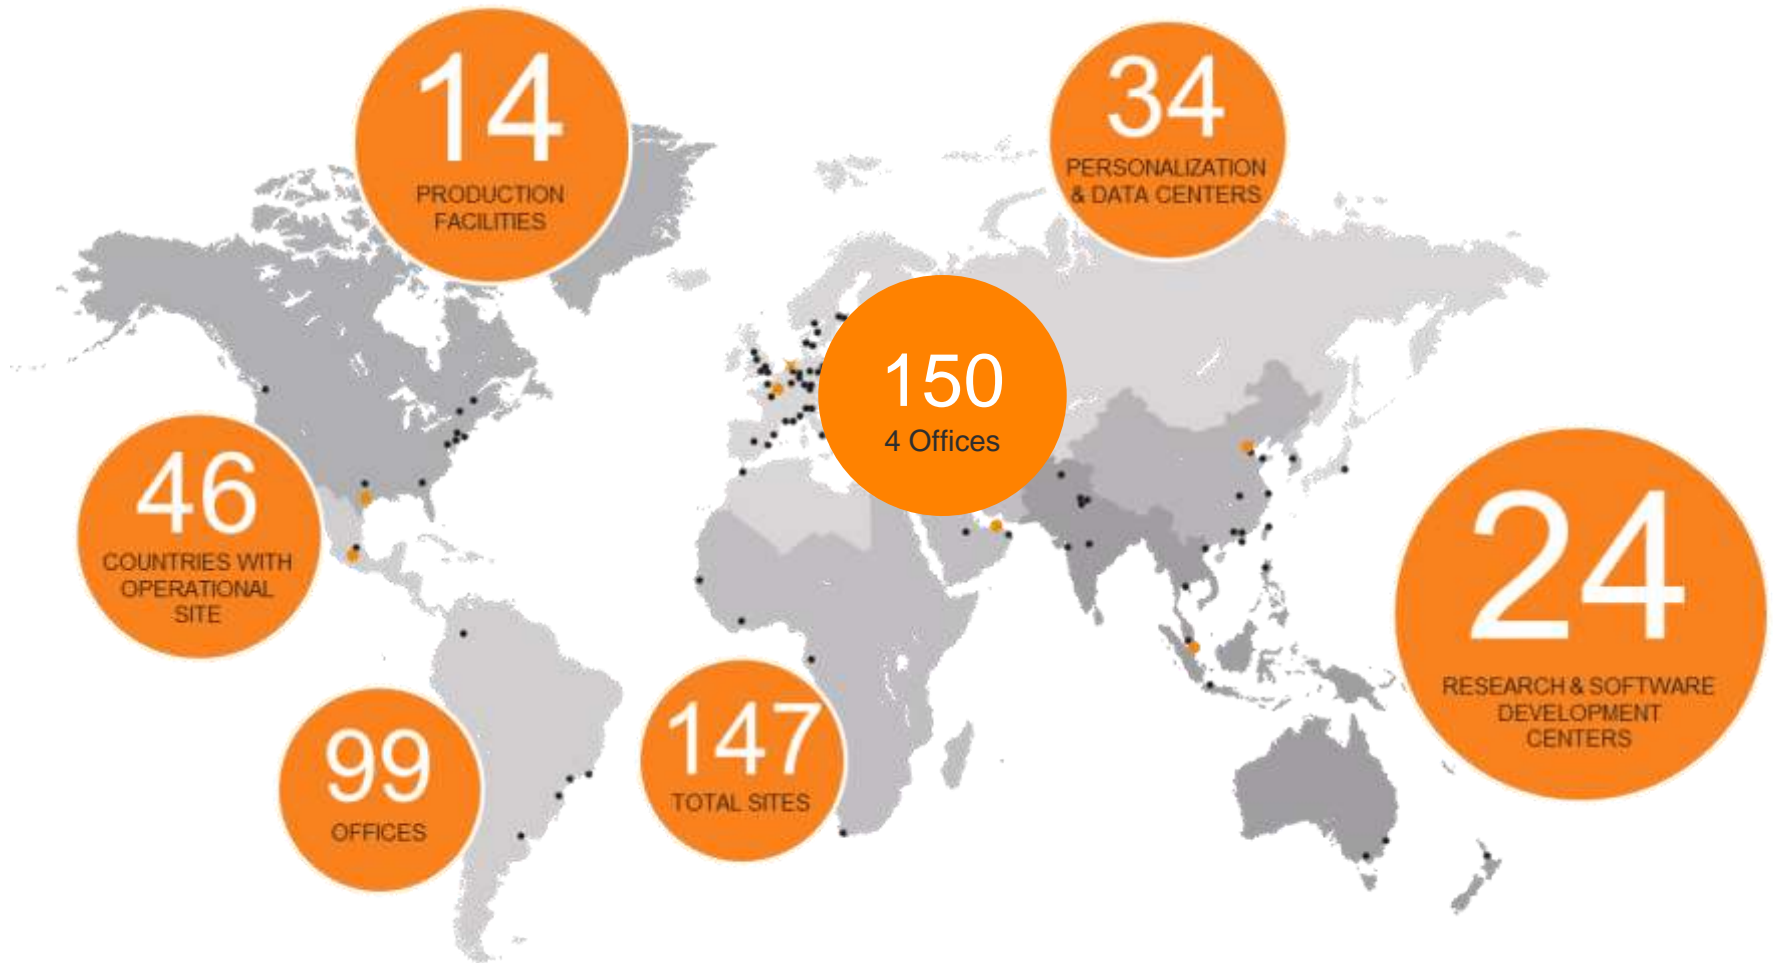 14
PRODUCTION
FACILITIES
34
PERSONALIZATION
& DATA CENTERS
150
4 Offices
46
COUNTRIES WITH
OPERATIONAL
SITE
24
RESEARCH & SOFTWARE
DEVELOPMENT
CENTERS
99
OFFICES
147
TOTAL SITES